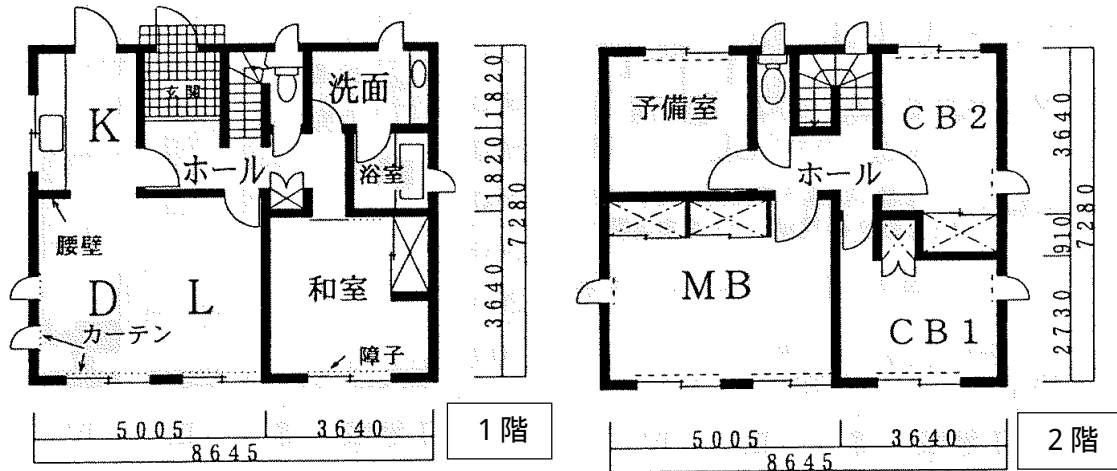 K
玄関
洗面
ホール
浴室
腰壁
D
L
和室
カーテン
障子
1820
1820
3640
7280
5005
3640
8645
1階
予備室
CB2
ホール
MB
CB1
3640
910
2730
7280
5005
3640
8645
2階